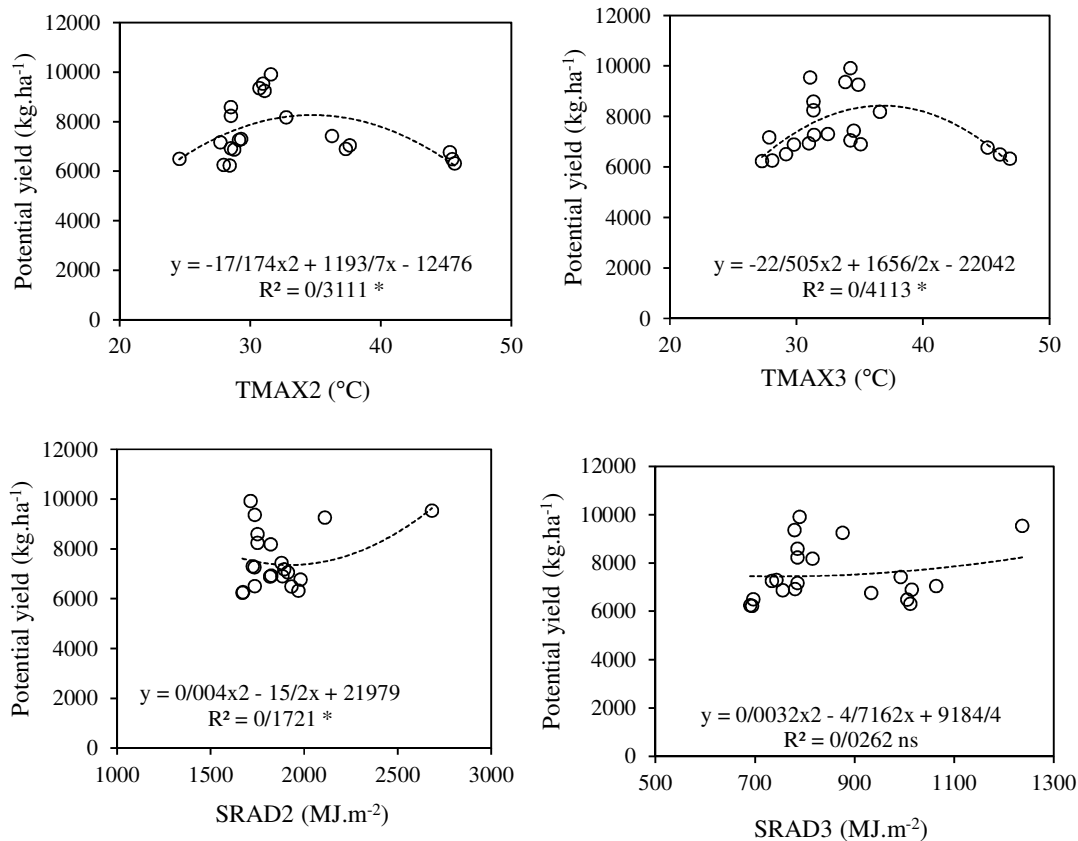 12000
10000
8000
6000
4000
2000
0
Potential yield (kg.ha-1)
y = -17/174x2 + 1193/7x - 12476
R² = 0/3111 *
20 30 40 50
TMAX2 (°C)
12000
10000
8000
6000
4000
2000
0
Potential yield (kg.ha-1)
y = -22/505x2 + 1656/2x - 22042
R² = 0/4113 *
20 30 40 50
TMAX3 (°C)
12000
10000
8000
6000
4000
2000
0
Potential yield (kg.ha-1)
y = 0/004x2 - 15/2x + 21979
R² = 0/1721 *
1000 1500 2000 2500 3000
SRAD2 (MJ.m-2)
12000
10000
8000
6000
4000
2000
0
Potential yield (kg.ha-1)
y = 0/0032x2 - 4/7162x + 9184/4
R² = 0/0262 ns
500 700 900 1100 1300
SRAD3 (MJ.m-2)